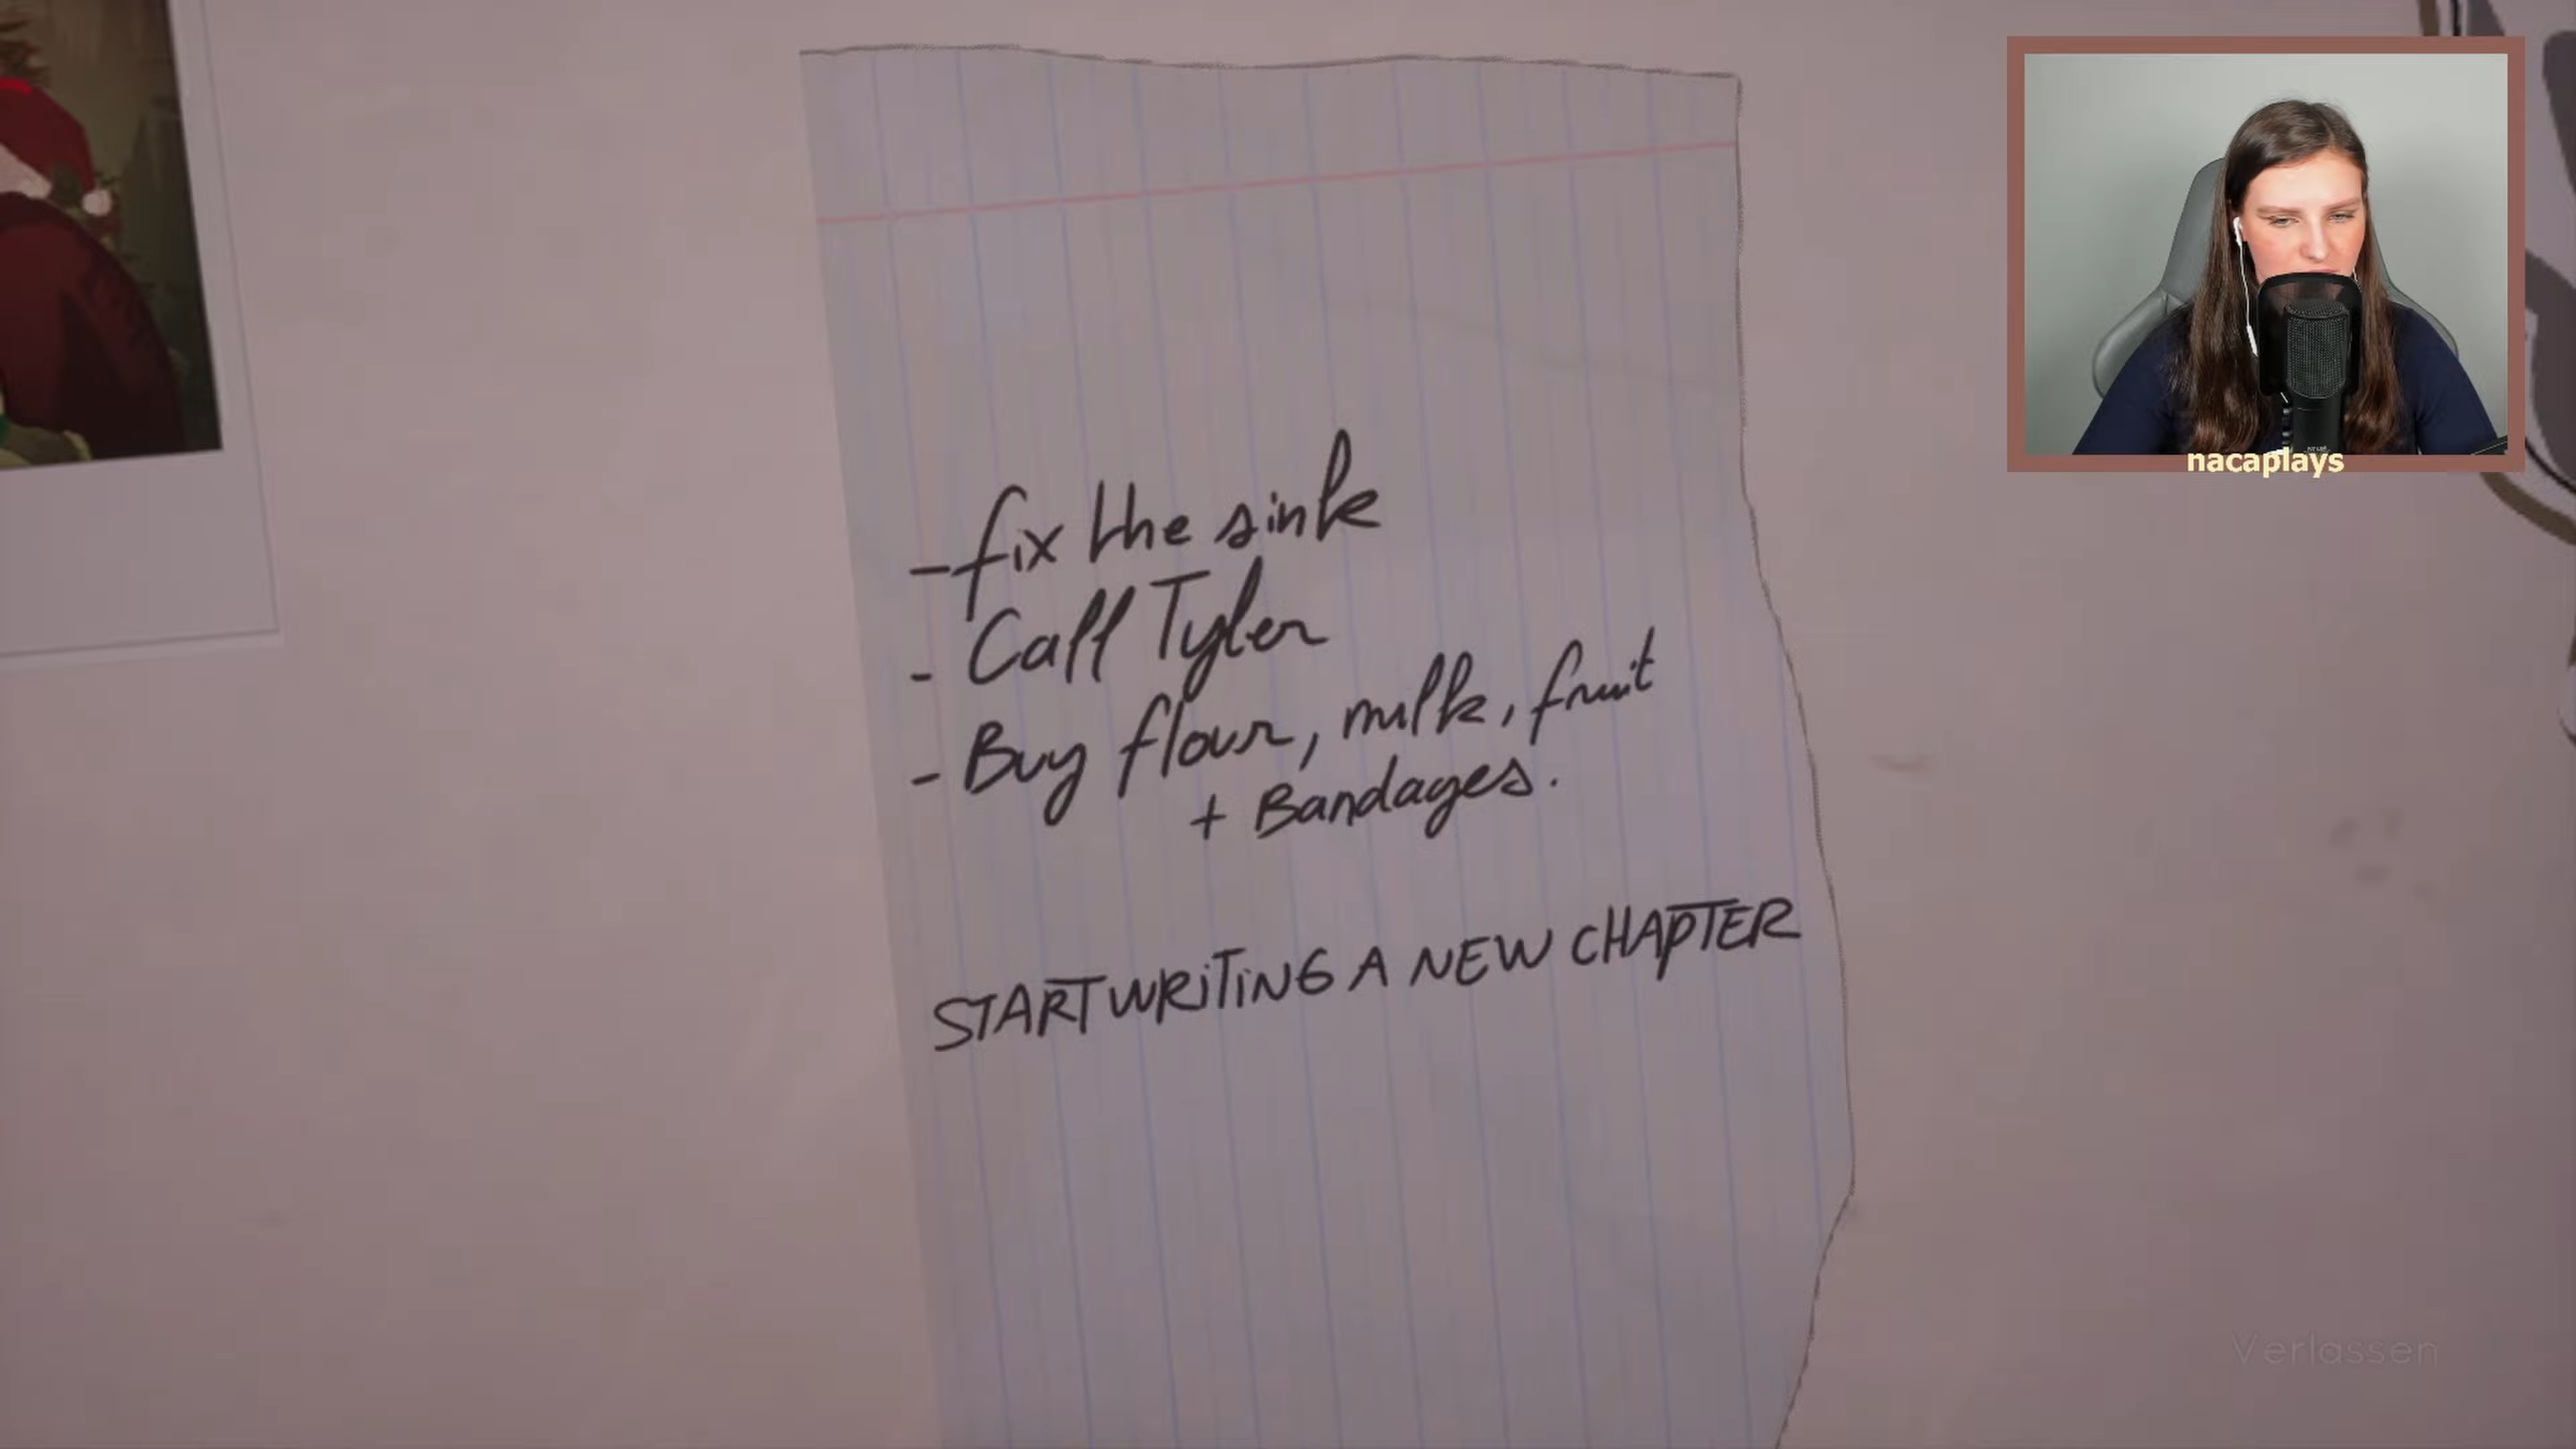 -fix the sink
- Call Tyler
- Buy flour, milk, fruit
+ Bandages.
START WRiTiNG A NEW CHAPTER
nacaplays
Verlassen